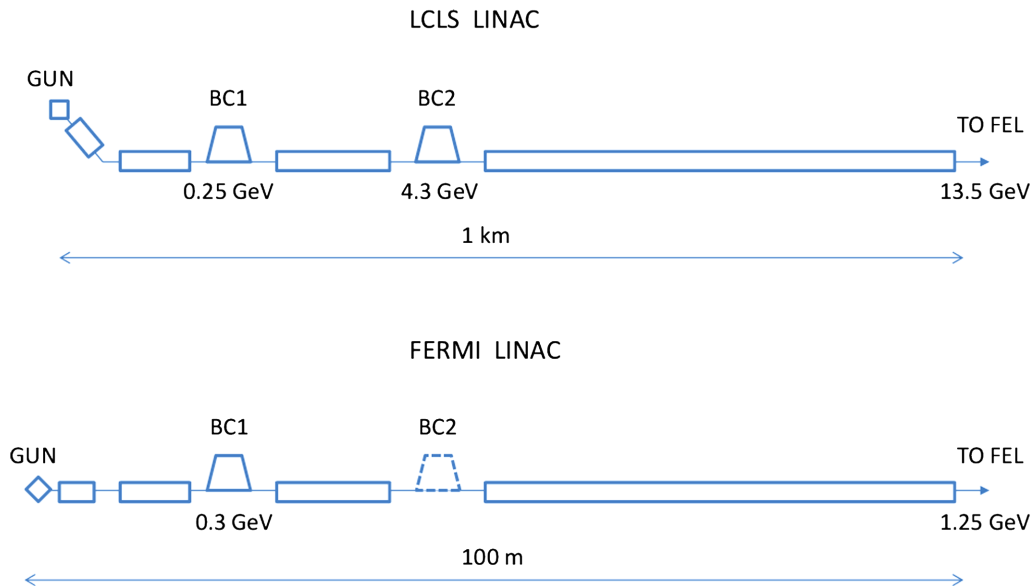 LCLS LINAC
GUN
BC1
BC2
TO FEL
0.25 GeV
4.3 GeV
13.5 GeV
1 km
FERMI LINAC
BC1
BC2
GUN
TO FEL
0.3 GeV
1.25 GeV
100 m